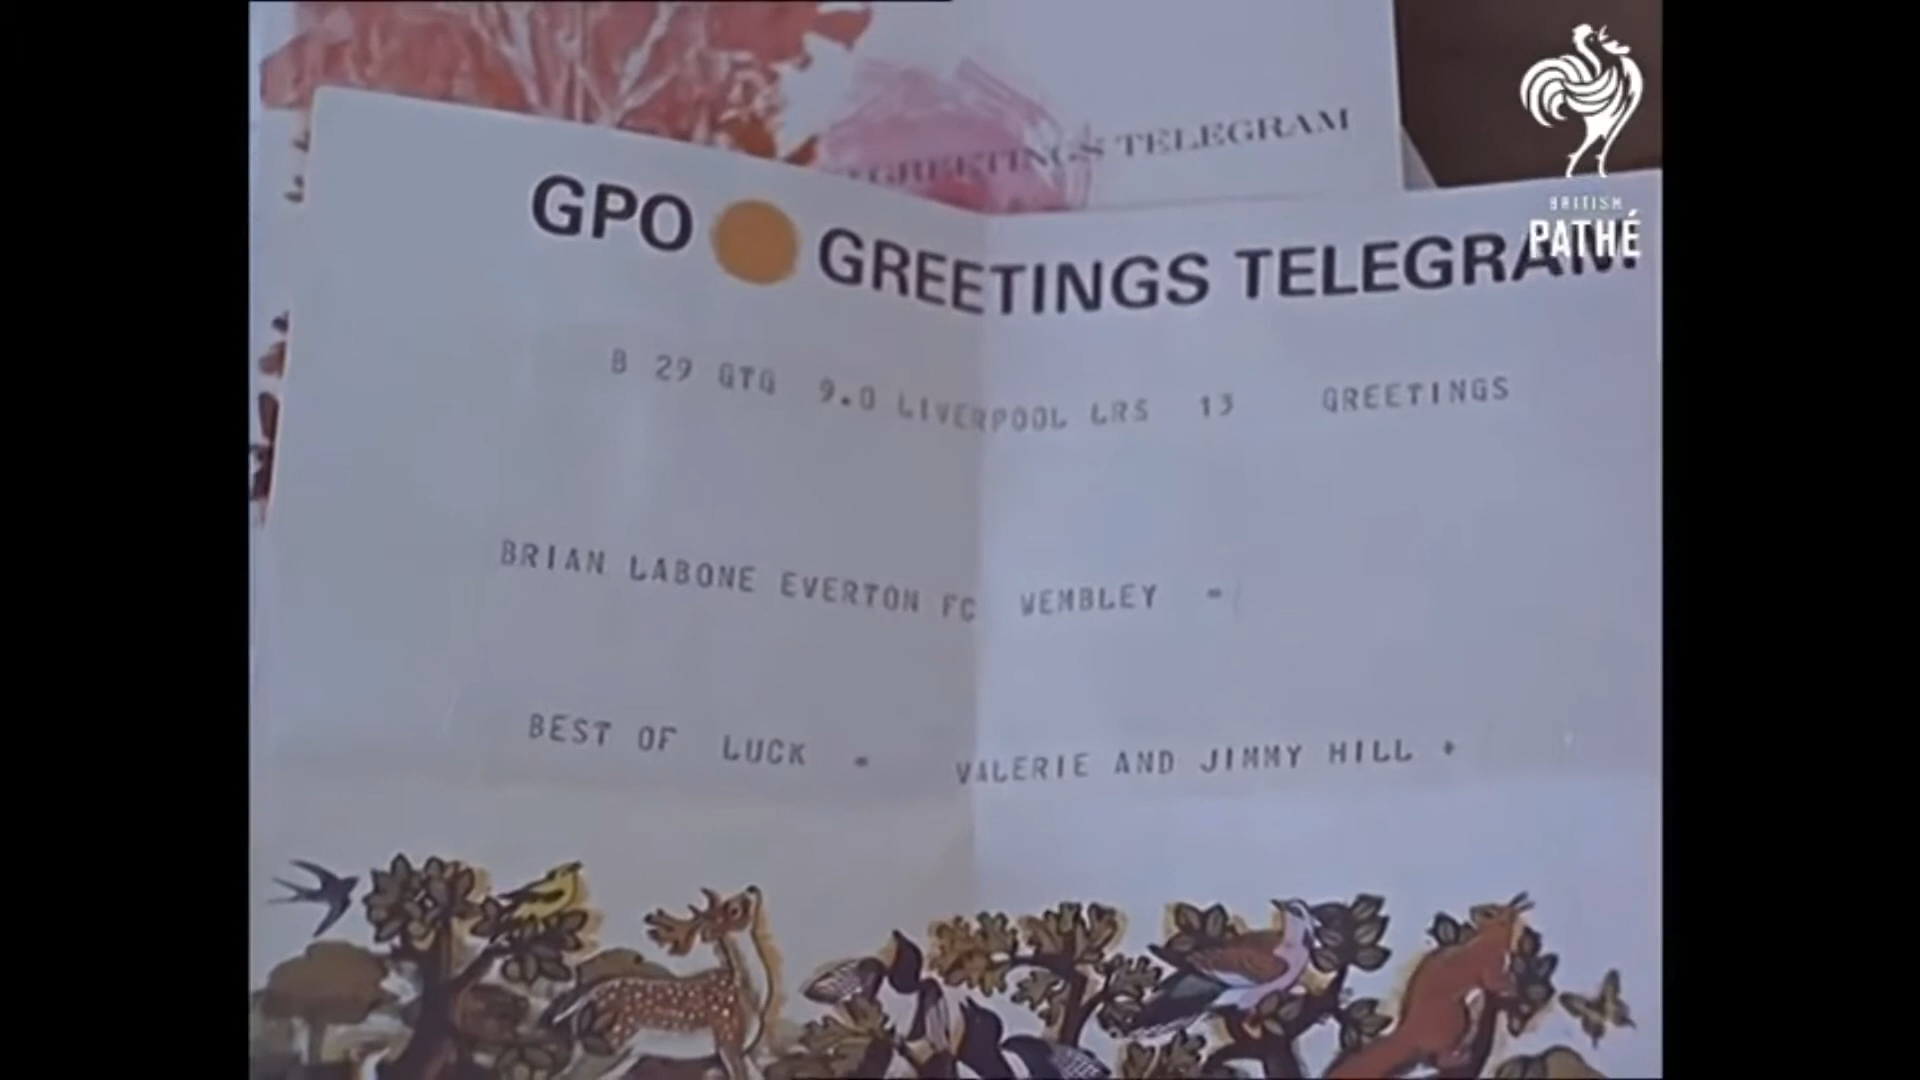 GREETINGS TELEGRAM
BRITISH
PATHÉ
GPO GREETINGS TELEGRAM
B 29 GTG 9.0 LIVERPOOL LRS 13 GREETINGS
BRIAN LABONE EVERTON FC WEMBLEY =
BEST OF LUCK = VALERIE AND JIMMY HILL +